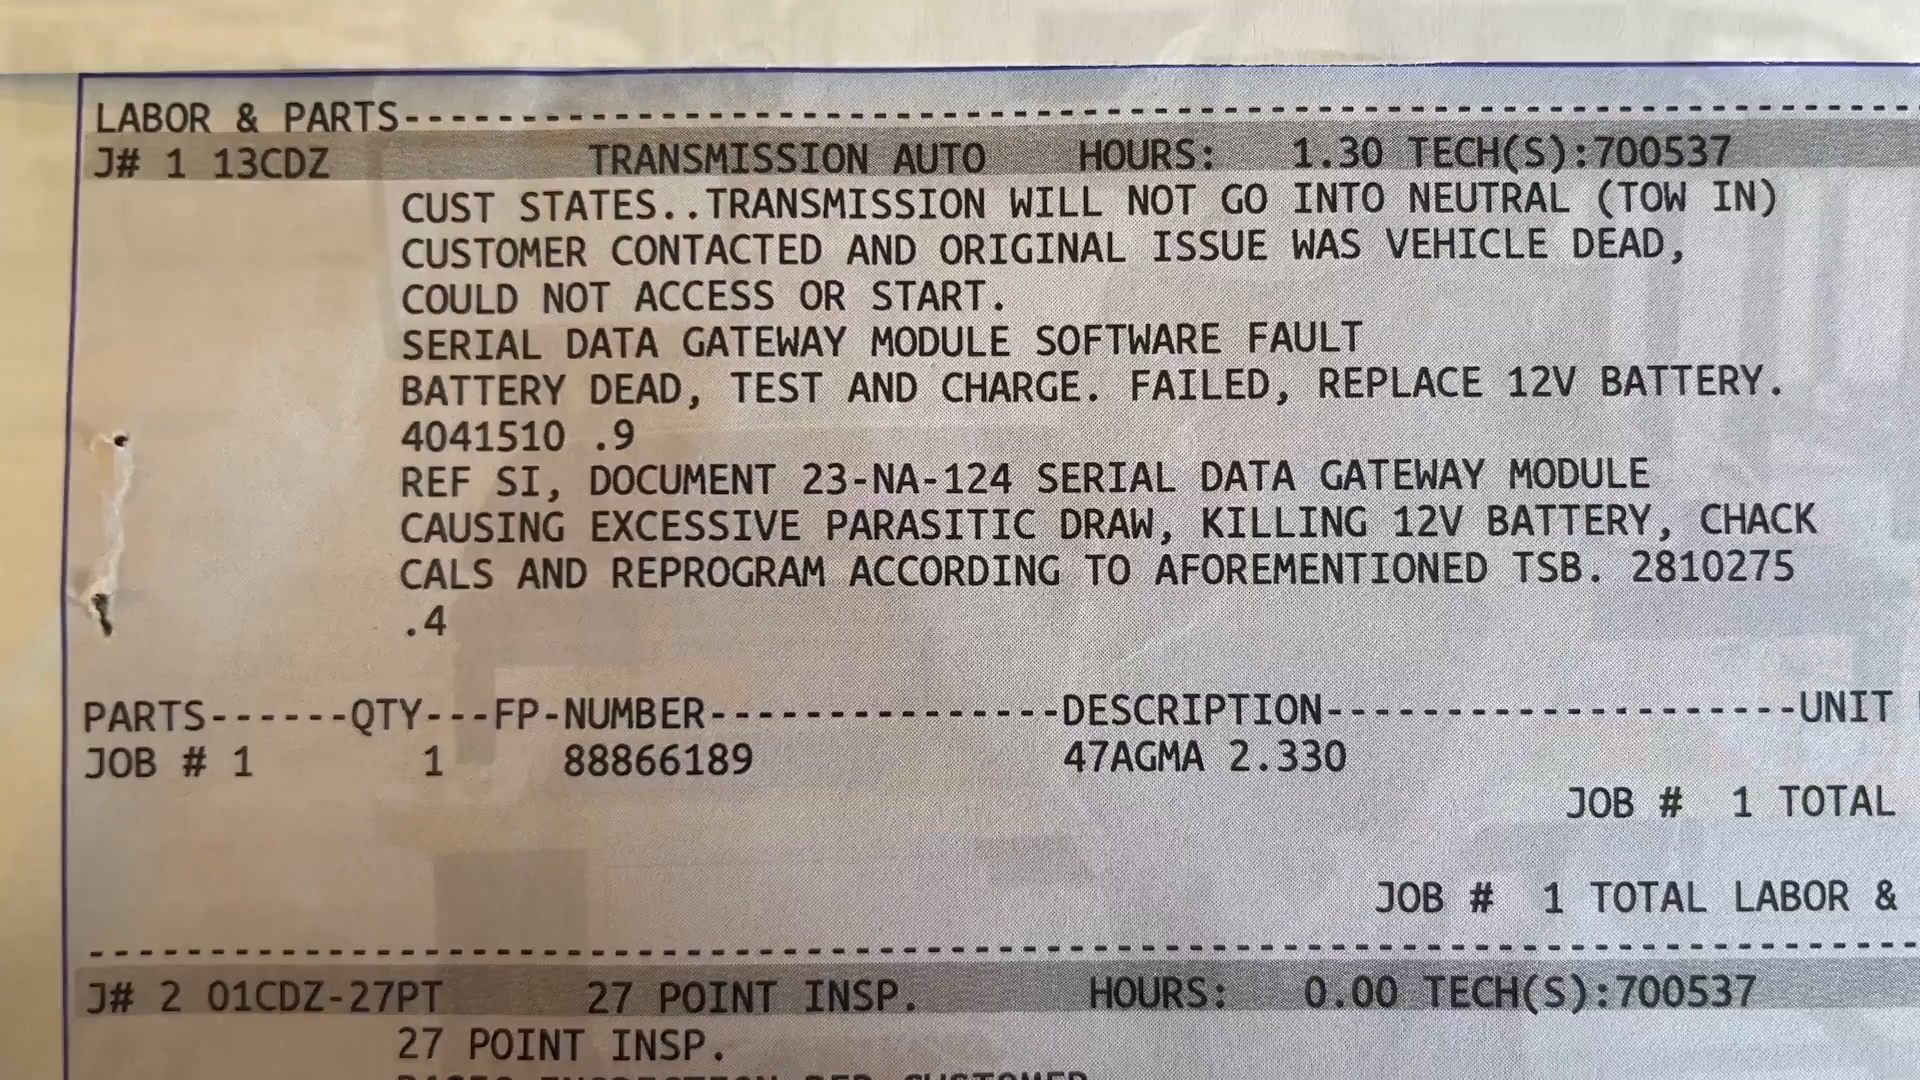 LABOR & PARTS----------------------------------------------------------------
J# 1 13CDZ TRANSMISSION AUTO HOURS: 1.30 TECH(S):700537
CUST STATES..TRANSMISSION WILL NOT GO INTO NEUTRAL (TOW IN)
CUSTOMER CONTACTED AND ORIGINAL ISSUE WAS VEHICLE DEAD,
COULD NOT ACCESS OR START.
SERIAL DATA GATEWAY MODULE SOFTWARE FAULT
BATTERY DEAD, TEST AND CHARGE. FAILED, REPLACE 12V BATTERY.
4041510 .9
REF SI, DOCUMENT 23-NA-124 SERIAL DATA GATEWAY MODULE
CAUSING EXCESSIVE PARASITIC DRAW, KILLING 12V BATTERY, CHACK
CALS AND REPROGRAM ACCORDING TO AFOREMENTIONED TSB. 2810275
.4
PARTS------QTY---FP-NUMBER---------------DESCRIPTION--------------------UNIT
JOB # 1 1 88866189 47AGMA 2.330
JOB # 1 TOTAL
JOB # 1 TOTAL LABOR &
J# 2 01CDZ-27PT 27 POINT INSP. HOURS: 0.00 TECH(S):700537
27 POINT INSP.